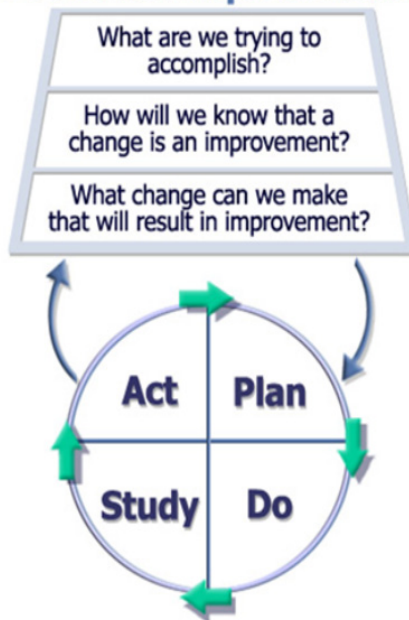 What are we trying to
accomplish?
How will we know that a
change is an improvement?
What change can we make
that will result in improvement?
Act
Plan
Study
Do